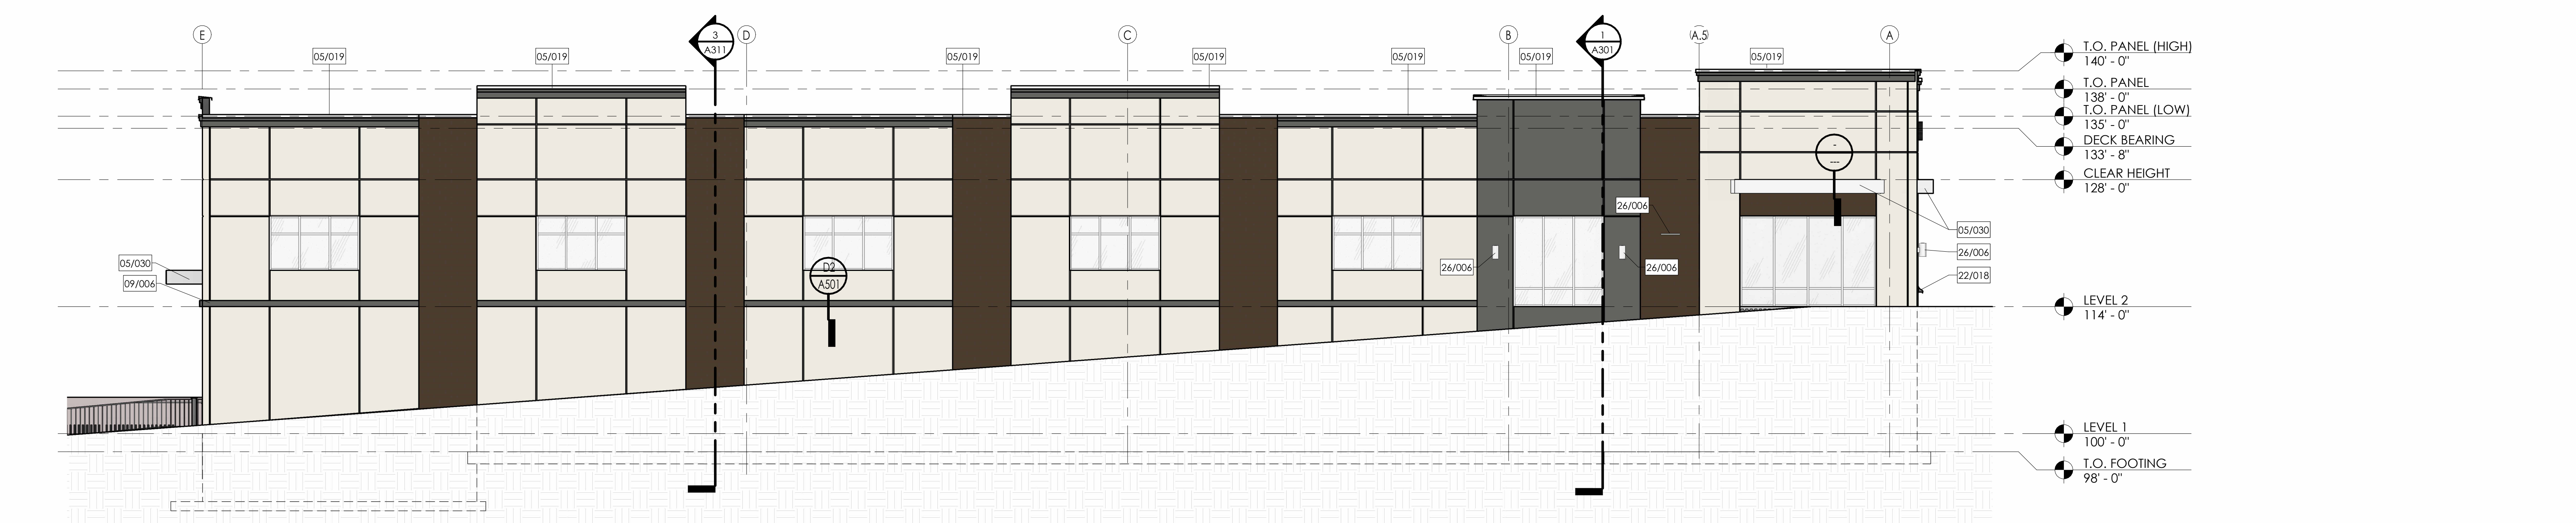 E
3
A311
D
C
B
1
A301
A.5
A
05/019
05/019
05/019
05/019
05/019
05/019
05/019
T.O. PANEL (HIGH)
140' - 0"
T.O. PANEL
138' - 0"
T.O. PANEL (LOW)
135' - 0"
DECK BEARING
133' - 8"
CLEAR HEIGHT
128' - 0"
-
---
26/006
05/030
26/006
22/018
05/030
09/006
D2
A501
26/006
26/006
LEVEL 2
114' - 0"
LEVEL 1
100' - 0"
T.O. FOOTING
98' - 0"